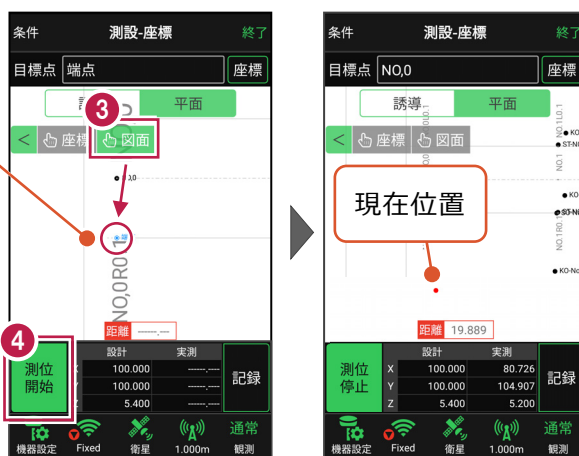 条件 測設-座標 終了
目標点 端点 座標
3 平面
< 座標 図面
NO,0R0.1
距離 -----.---
4
設計 実測
測位開始 X 100.000 -----.---
Y 100.000 -----.---
Z 5.400 -----.---
記録
機器設定 Fixed 衛星 1.000m 通常 観測
条件 測設-座標 終了
目標点 NO,0 座標
誘導 平面
< 座標 図面
現在位置
NO.1
KO-No
距離 19.889
設計 実測
測位停止 X 100.000 80.726
Y 100.000 104.907
Z 5.400 5.200
記録
機器設定 Fixed 衛星 1.000m 通常 観測